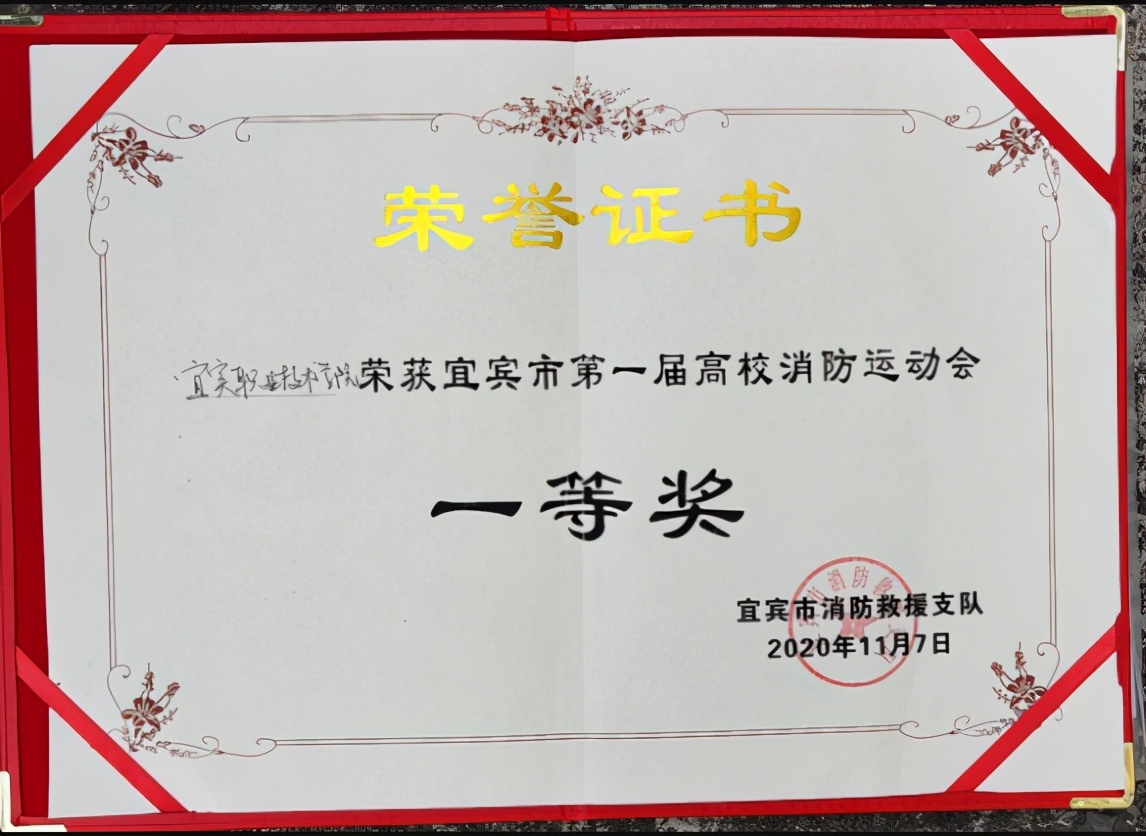 荣誉证书
宜宾职业技术学院荣获宜宾市第一届高校消防运动会
一等奖
宜宾市消防救援支队
2020年11月7日